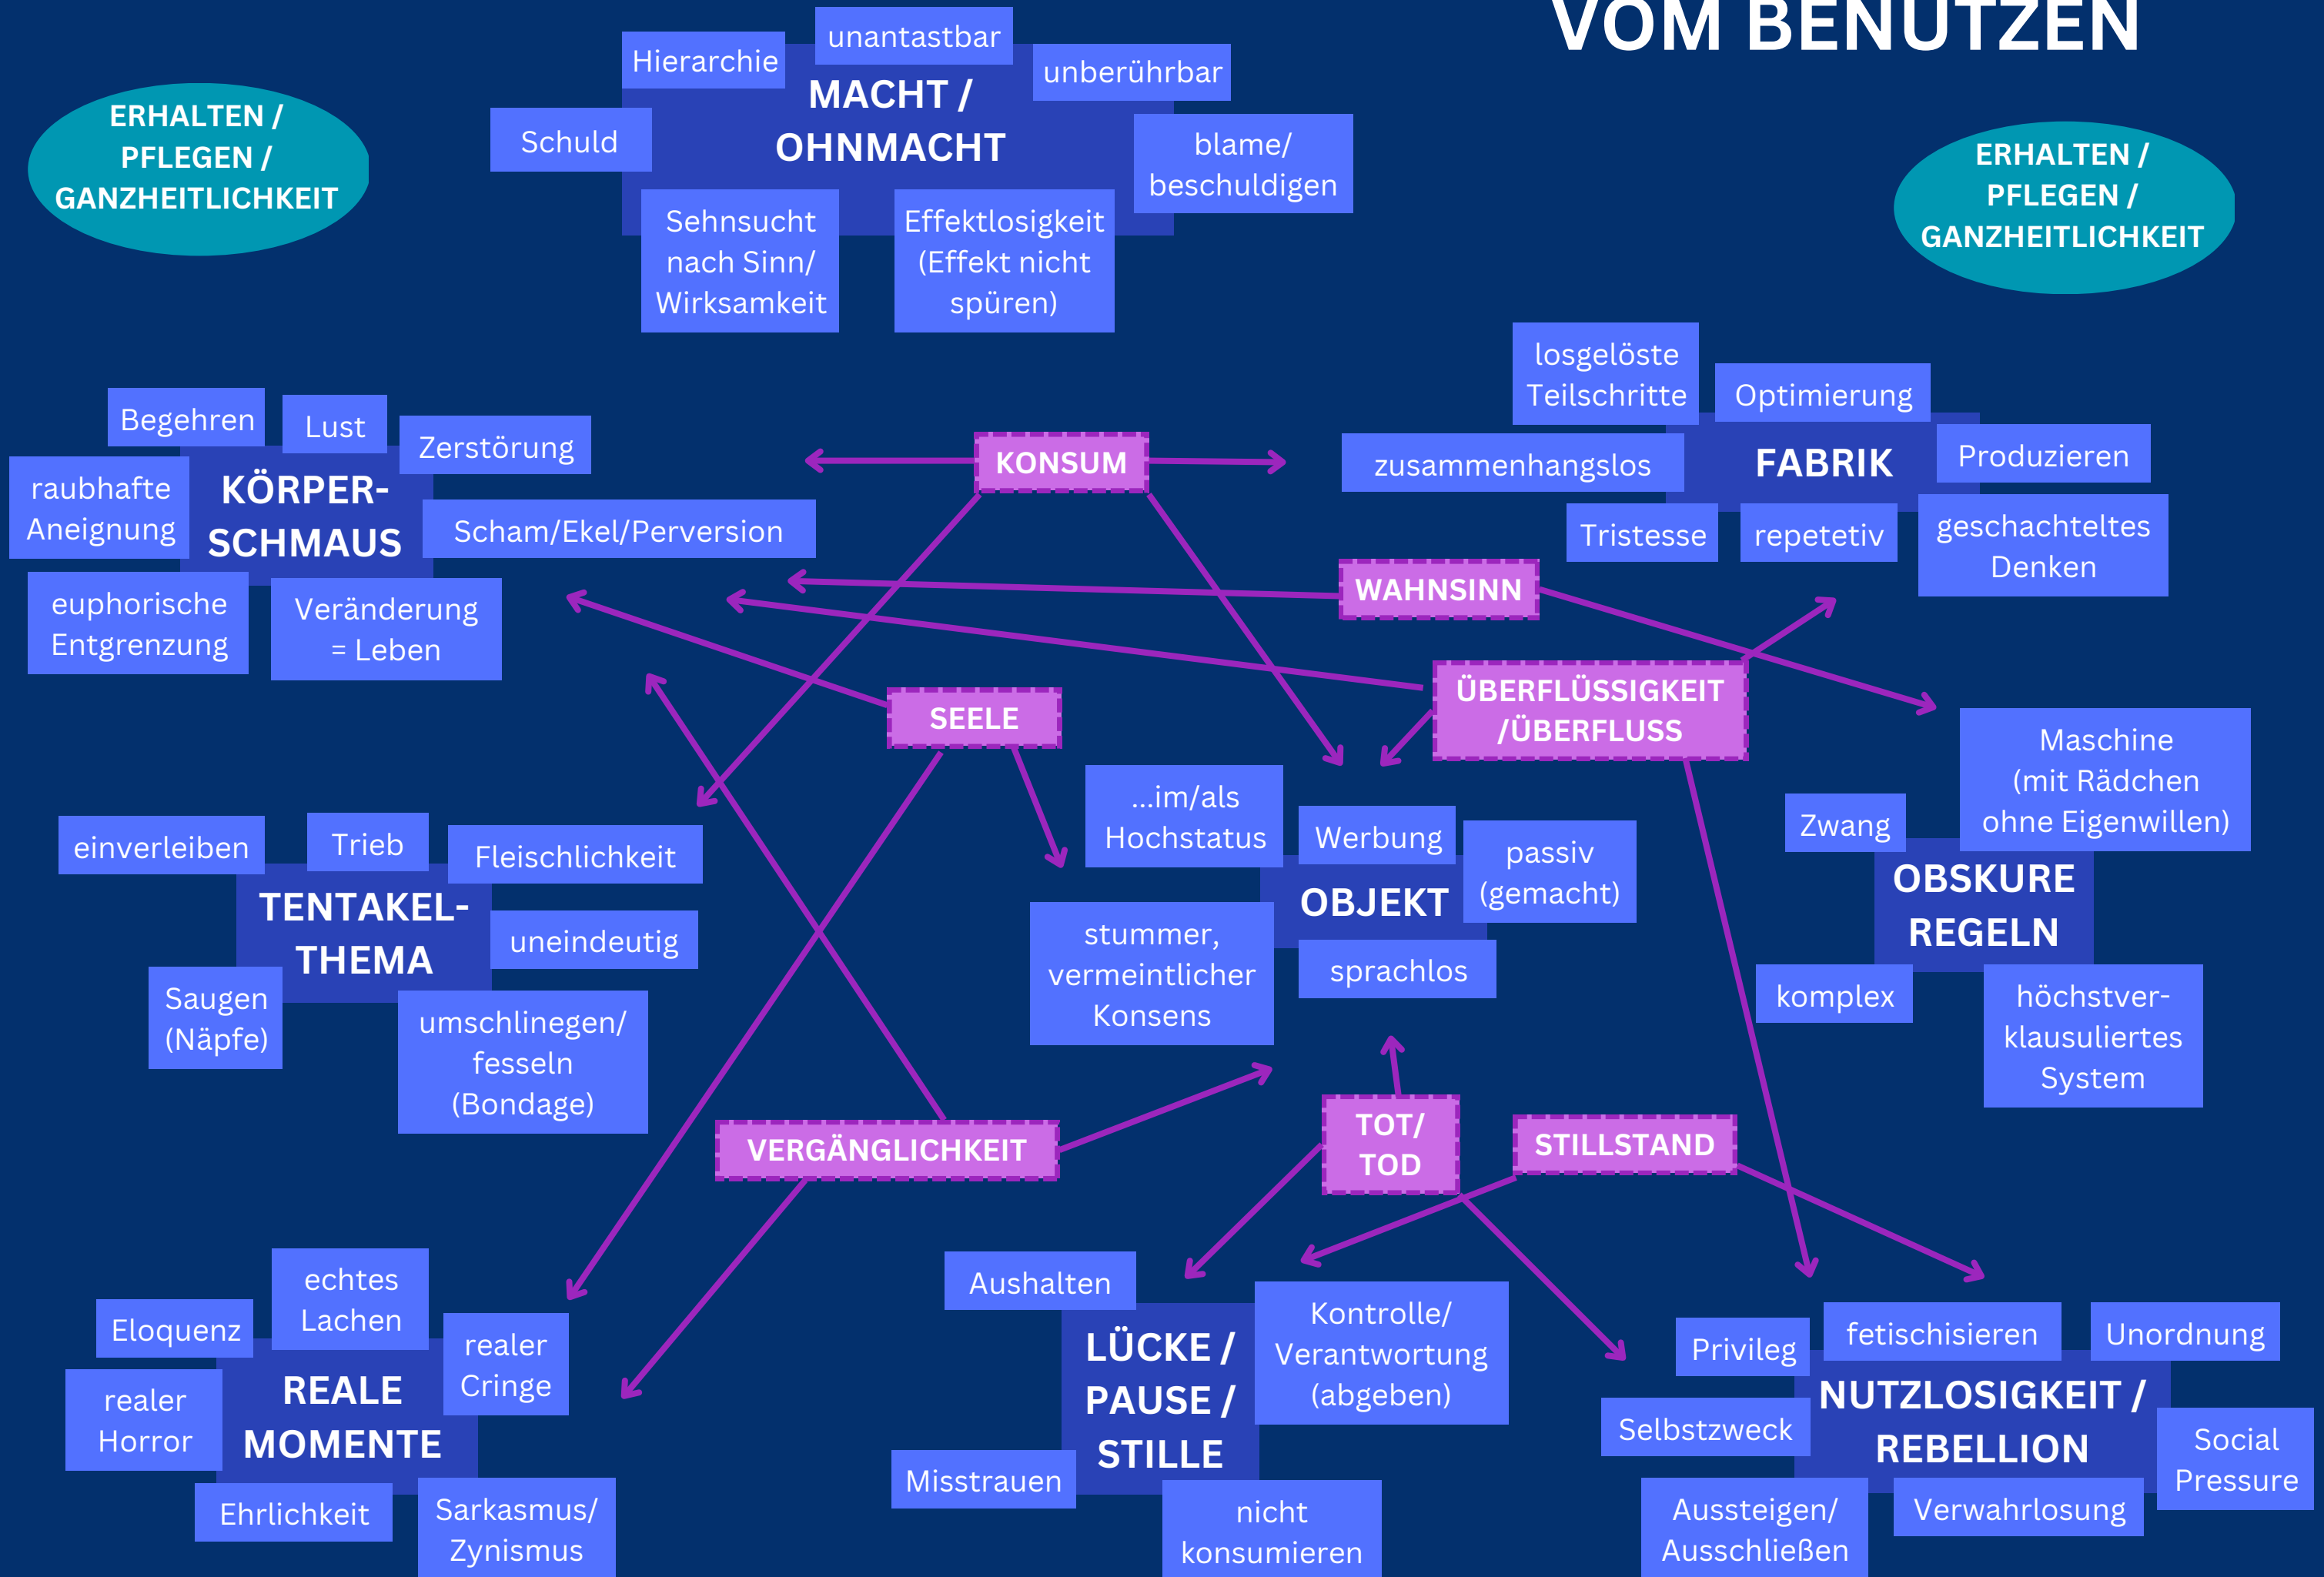 VOM BENUTZEN
ERHALTEN /
PFLEGEN /
GANZHEITLICHKEIT
Hierarchie
unantastbar
unberührbar
Schuld
MACHT /
OHNMACHT
blame/
beschuldigen
Sehnsucht
nach Sinn/
Wirksamkeit
Effektlosigkeit
(Effekt nicht
spüren)
ERHALTEN /
PFLEGEN /
GANZHEITLICHKEIT
Begehren
Lust
Zerstörung
raubhafte
Aneignung
KÖRPER-
SCHMAUS
Scham/Ekel/Perversion
euphorische
Entgrenzung
Veränderung
= Leben
KONSUM
losgelöste
Teilschritte
Optimierung
zusammenhangslos
FABRIK
Produzieren
Tristesse
repetetiv
geschachteltes
Denken
WAHNSINN
SEELE
ÜBERFLÜSSIGKEIT
/ÜBERFLUSS
einverleiben
Trieb
Fleischlichkeit
TENTAKEL-
THEMA
uneindeutig
Saugen
(Näpfe)
umschlinegen/
fesseln
(Bondage)
...im/als
Hochstatus
Werbung
passiv
(gemacht)
OBJEKT
stummer,
vermeintlicher
Konsens
sprachlos
Zwang
Maschine
(mit Rädchen
ohne Eigenwillen)
OBSKURE
REGELN
komplex
höchstver-
klausuliertes
System
VERGÄNGLICHKEIT
TOT/
TOD
STILLSTAND
Eloquenz
echtes
Lachen
realer
Cringe
realer
Horror
REALE
MOMENTE
Ehrlichkeit
Sarkasmus/
Zynismus
Aushalten
LÜCKE /
PAUSE /
STILLE
Kontrolle/
Verantwortung
(abgeben)
Misstrauen
nicht
konsumieren
Privileg
fetischisieren
Unordnung
Selbstzweck
NUTZLOSIGKEIT /
REBELLION
Social
Pressure
Aussteigen/
Ausschließen
Verwahrlosung